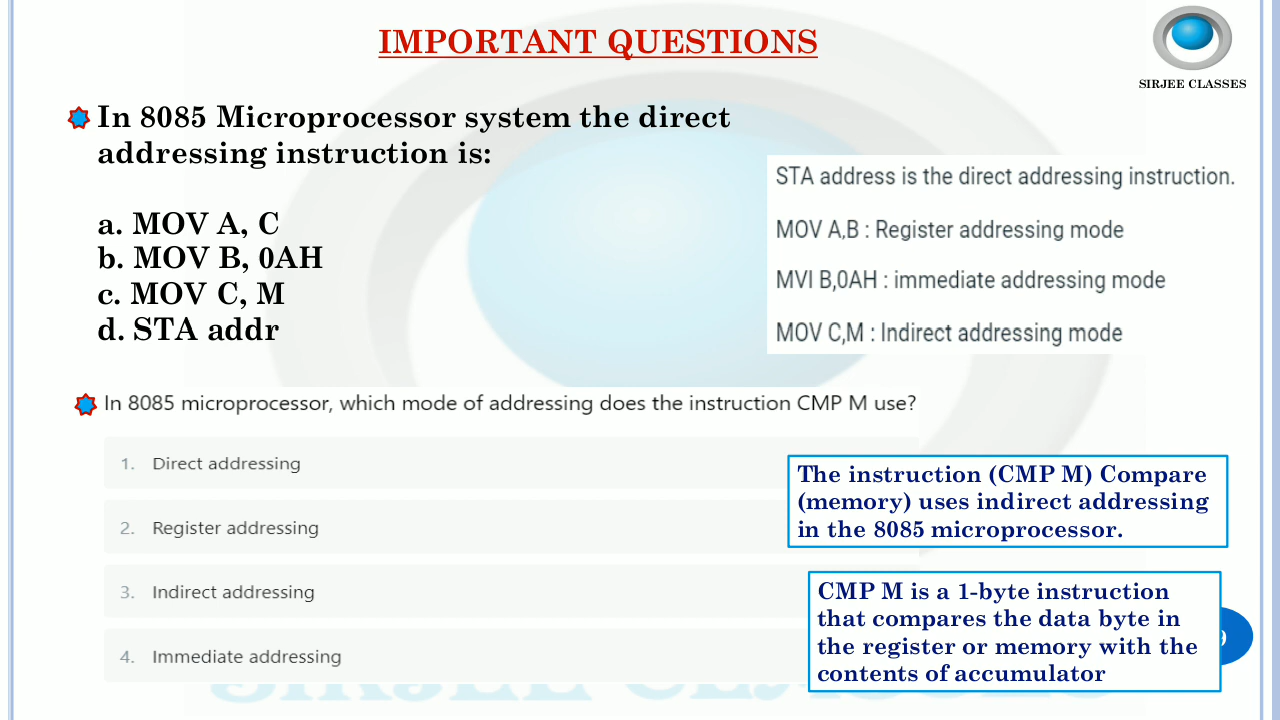 IMPORTANT QUESTIONS
SIRJEE CLASSES
In 8085 Microprocessor system the direct
addressing instruction is:
a. MOV A, C
b. MOV B, 0AH
c. MOV C, M
d. STA addr
STA address is the direct addressing instruction.
MOV A,B : Register addressing mode
MVI B,0AH : immediate addressing mode
MOV C,M : Indirect addressing mode
In 8085 microprocessor, which mode of addressing does the instruction CMP M use?
1. Direct addressing
2. Register addressing
3. Indirect addressing
4. Immediate addressing
The instruction (CMP M) Compare
(memory) uses indirect addressing
in the 8085 microprocessor.
CMP M is a 1-byte instruction
that compares the data byte in
the register or memory with the
contents of accumulator